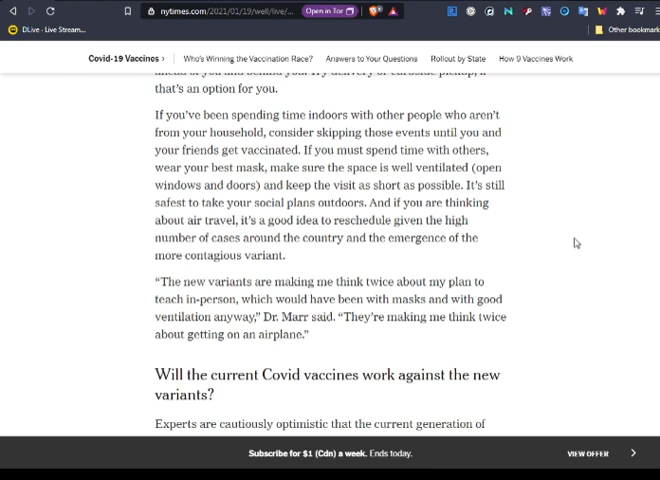 nytimes.com/2021/01/19/well/live/...
Open in Tor
DLive - Live Stream...
Other bookmark
Covid-19 Vaccines ›
Who's Winning the Vaccination Race?
Answers to Your Questions
Rollout by State
How 9 Vaccines Work
that's an option for you.
If you've been spending time indoors with other people who aren't
from your household, consider skipping those events until you and
your friends get vaccinated. If you must spend time with others,
wear your best mask, make sure the space is well ventilated (open
windows and doors) and keep the visit as short as possible. It's still
safest to take your social plans outdoors. And if you are thinking
about air travel, it's a good idea to reschedule given the high
number of cases around the country and the emergence of the
more contagious variant.
“The new variants are making me think twice about my plan to
teach in-person, which would have been with masks and with good
ventilation anyway,” Dr. Marr said. “They're making me think twice
about getting on an airplane.”
Will the current Covid vaccines work against the new
variants?
Experts are cautiously optimistic that the current generation of
Subscribe for $1 (Cdn) a week. Ends today.
VIEW OFFER